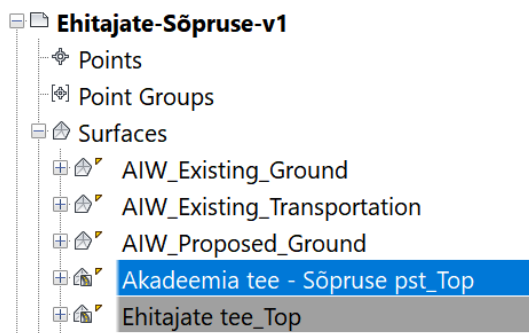 Ehitajate-Sõpruse-v1
Points
Point Groups
Surfaces
AIW_Existing_Ground
AIW_Existing_Transportation
AIW_Proposed_Ground
Akadeemia tee - Sõpruse pst_Top
Ehitajate tee_Top